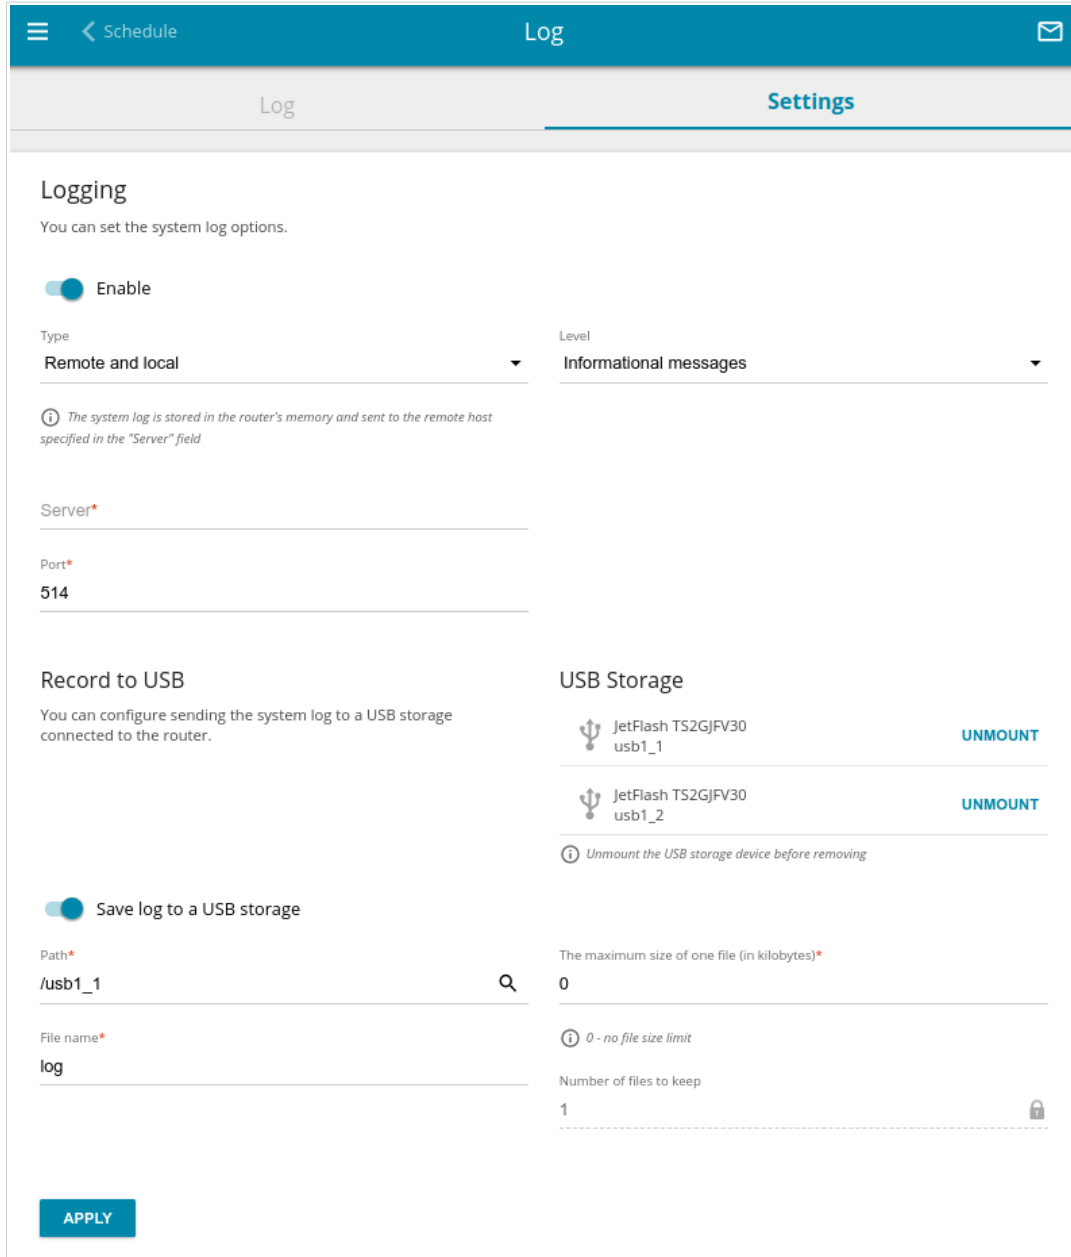 Schedule
Log
Log
Settings
Logging
You can set the system log options.
Enable
Type
Level
Remote and local
Informational messages
The system log is stored in the router's memory and sent to the remote host
specified in the "Server" field
Server*
Port*
514
Record to USB
You can configure sending the system log to a USB storage
connected to the router.
USB Storage
JetFlash TS2GJFV30
usb1_1
UNMOUNT
JetFlash TS2GJFV30
usb1_2
UNMOUNT
Unmount the USB storage device before removing
Save log to a USB storage
Path*
/usb1_1
The maximum size of one file (in kilobytes)*
0
File name*
log
0 - no file size limit
Number of files to keep
1
APPLY